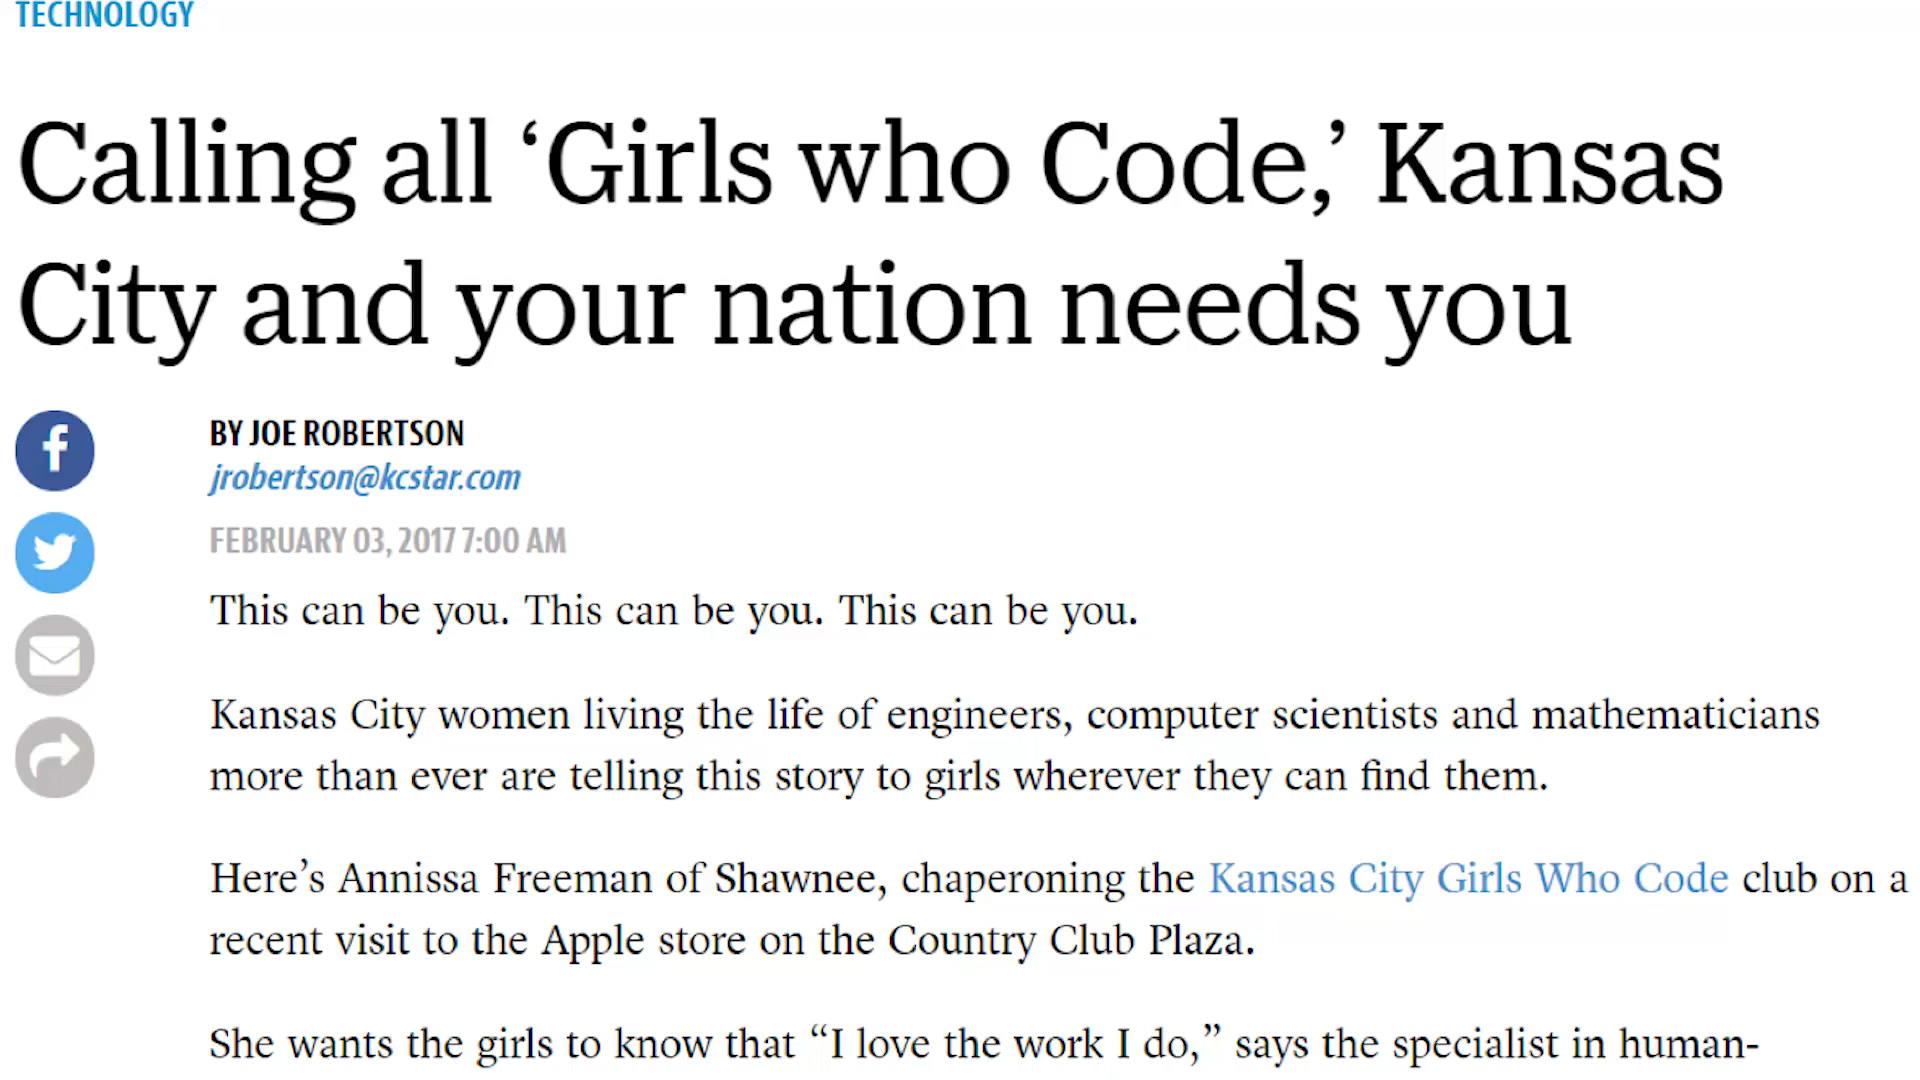 TECHNOLOGY
Calling all ‘Girls who Code,’ Kansas
City and your nation needs you
BY JOE ROBERTSON
jrobertson@kcstar.com
FEBRUARY 03, 2017 7:00 AM
This can be you. This can be you. This can be you.
Kansas City women living the life of engineers, computer scientists and mathematicians
more than ever are telling this story to girls wherever they can find them.
Here’s Annissa Freeman of Shawnee, chaperoning the Kansas City Girls Who Code club on a
recent visit to the Apple store on the Country Club Plaza.
She wants the girls to know that “I love the work I do,” says the specialist in human-